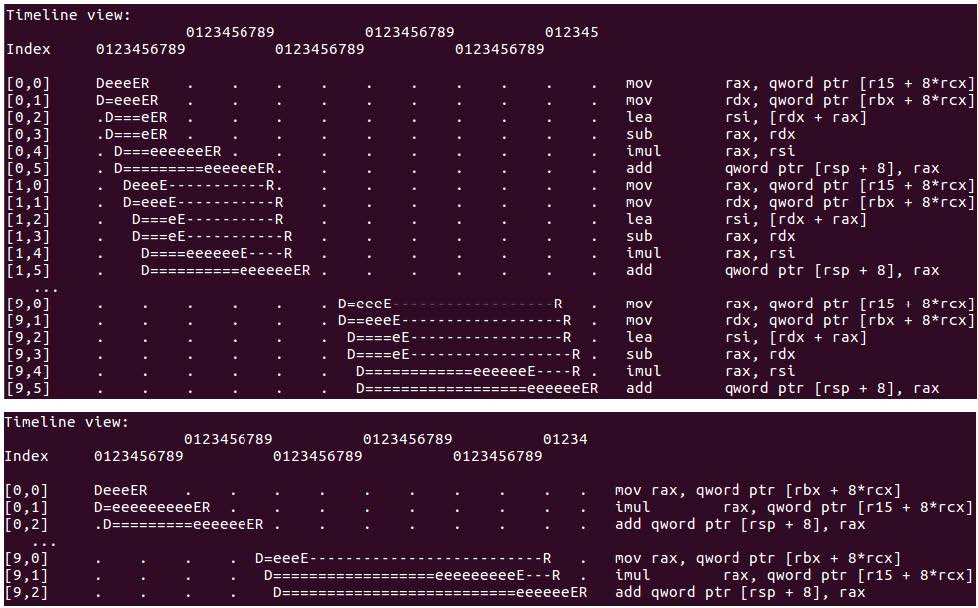 Timeline view:
                    0123456789          0123456789          012345
Index     0123456789          0123456789          0123456789
[0,0]     DeeeER    .    .    .    .    .    .    .    .    .    .   mov        rax, qword ptr [r15 + 8*rcx]
[0,1]     D=eeeER   .    .    .    .    .    .    .    .    .    .   mov        rdx, qword ptr [rbx + 8*rcx]
[0,2]     .D===eER  .    .    .    .    .    .    .    .    .    .   lea        rsi, [rdx + rax]
[0,3]     .D===eER  .    .    .    .    .    .    .    .    .    .   sub        rax, rdx
[0,4]     . D===eeeeeeER .    .    .    .    .    .    .    .    .   imul       rax, rsi
[0,5]     . D=========eeeeeeER.    .    .    .    .    .    .    .   add        qword ptr [rsp + 8], rax
[1,0]     .  DeeeE-----------R.    .    .    .    .    .    .    .   mov        rax, qword ptr [r15 + 8*rcx]
[1,1]     .  D=eeeE-----------R    .    .    .    .    .    .    .   mov        rdx, qword ptr [rbx + 8*rcx]
[1,2]     .   D===eE----------R    .    .    .    .    .    .    .   lea        rsi, [rdx + rax]
[1,3]     .   D===eE-----------R   .    .    .    .    .    .    .   sub        rax, rdx
[1,4]     .    D====eeeeeeE----R   .    .    .    .    .    .    .   imul       rax, rsi
[1,5]     .    D==========eeeeeeER .    .    .    .    .    .    .   add        qword ptr [rsp + 8], rax
   ...
[9,0]     .    .    .    .    .    . D=eeeE------------------R   .   mov        rax, qword ptr [r15 + 8*rcx]
[9,1]     .    .    .    .    .    . D==eeeE------------------R  .   mov        rdx, qword ptr [rbx + 8*rcx]
[9,2]     .    .    .    .    .    .  D====eE-----------------R  .   lea        rsi, [rdx + rax]
[9,3]     .    .    .    .    .    .  D====eE------------------R .   sub        rax, rdx
[9,4]     .    .    .    .    .    .   D============eeeeeeE----R .   imul       rax, rsi
[9,5]     .    .    .    .    .    .   D==================eeeeeeER   add        qword ptr [rsp + 8], rax
Timeline view:
                    0123456789          0123456789          01234
Index     0123456789          0123456789          0123456789
[0,0]     DeeeER    .    .    .    .    .    .    .    .   .   mov rax, qword ptr [rbx + 8*rcx]
[0,1]     D=eeeeeeeeeER  .    .    .    .    .    .    .   .   imul        rax, qword ptr [r15 + 8*rcx]
[0,2]     .D=========eeeeeeER .    .    .    .    .    .   .   add qword ptr [rsp + 8], rax
   ...
[9,0]     .    .    .    .  D=eeeE--------------------------R   .   mov rax, qword ptr [rbx + 8*rcx]
[9,1]     .    .    .    .   D==================eeeeeeeeeE---R  .   imul        rax, qword ptr [r15 + 8*rcx]
[9,2]     .    .    .    .    D==========================eeeeeeER   add qword ptr [rsp + 8], rax